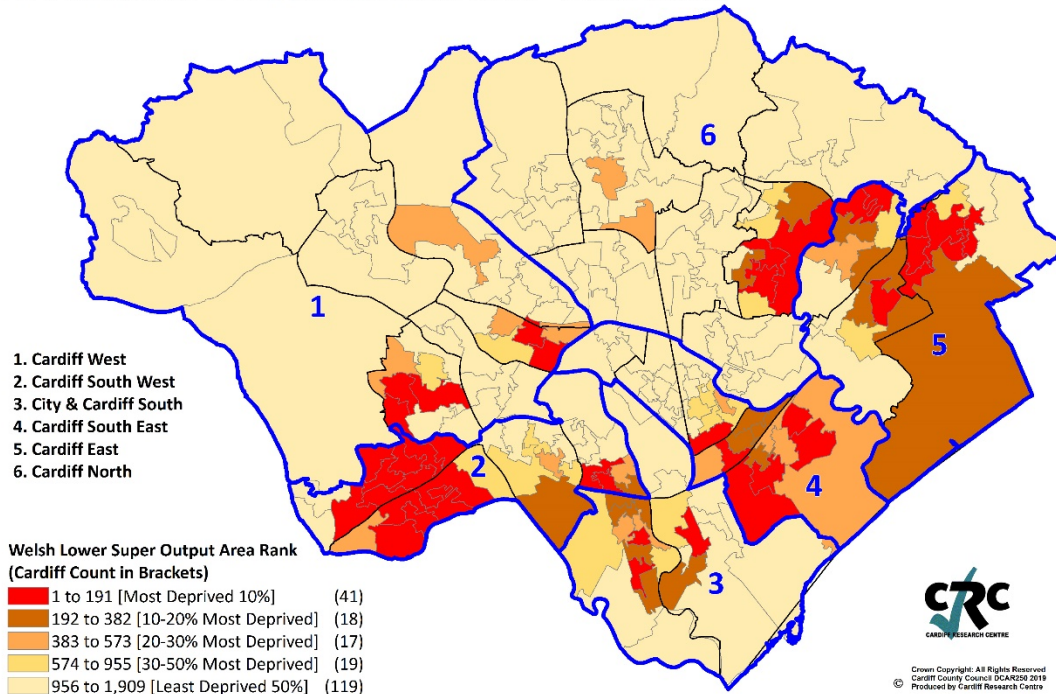 6
1
5
1. Cardiff West
2. Cardiff South West
3. City & Cardiff South
4. Cardiff South East
5. Cardiff East
6. Cardiff North
2
4
3
Welsh Lower Super Output Area Rank
(Cardiff Count in Brackets)
1 to 191 [Most Deprived 10%] (41)
192 to 382 [10-20% Most Deprived] (18)
383 to 573 [20-30% Most Deprived] (17)
574 to 955 [30-50% Most Deprived] (19)
956 to 1,909 [Least Deprived 50%] (119)
CRC
CARDIFF RESEARCH CENTRE
Crown Copyright: All Rights Reserved
Cardiff County Council DCAR250 2019
© Produced by Cardiff Research Centre